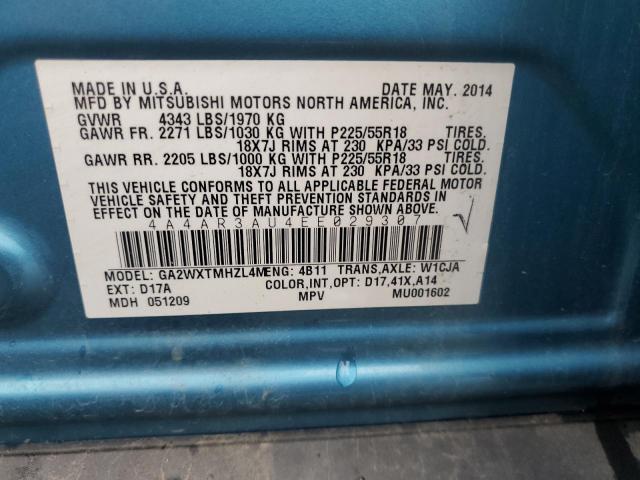 MADE IN U.S.A. DATE MAY. 2014
MFD BY MITSUBISHI MOTORS NORTH AMERICA, INC.
GVWR 4343 LBS/1970 KG
GAWR FR. 2271 LBS/1030 KG WITH P225/55R18 TIRES.
18X7J RIMS AT 230 KPA/33 PSI COLD.
GAWR RR. 2205 LBS/1000 KG WITH P225/55R18 TIRES.
18X7J RIMS AT 230 KPA/33 PSI COLD.
THIS VEHICLE CONFORMS TO ALL APPLICABLE FEDERAL MOTOR
VEHICLE SAFETY AND THEFT PREVENTION STANDARDS IN
EFFECT ON THE DATE OF MANUFACTURE SHOWN ABOVE.
4A4AR3AU4EE029307
MODEL: GA2WXTMHZL4M ENG: 4B11 TRANS,AXLE: W1CJA
EXT: D17A COLOR,INT,OPT: D17,41X,A14
MDH 051209 MPV MU001602